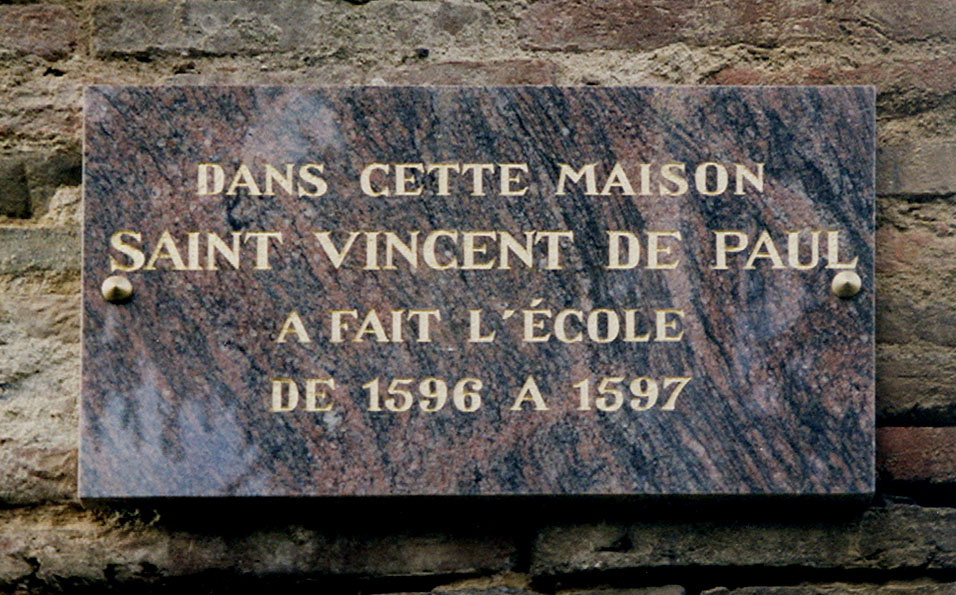 DANS CETTE MAISON
SAINT VINCENT DE PAUL
A FAIT L'ÉCOLE
DE 1596 A 1597